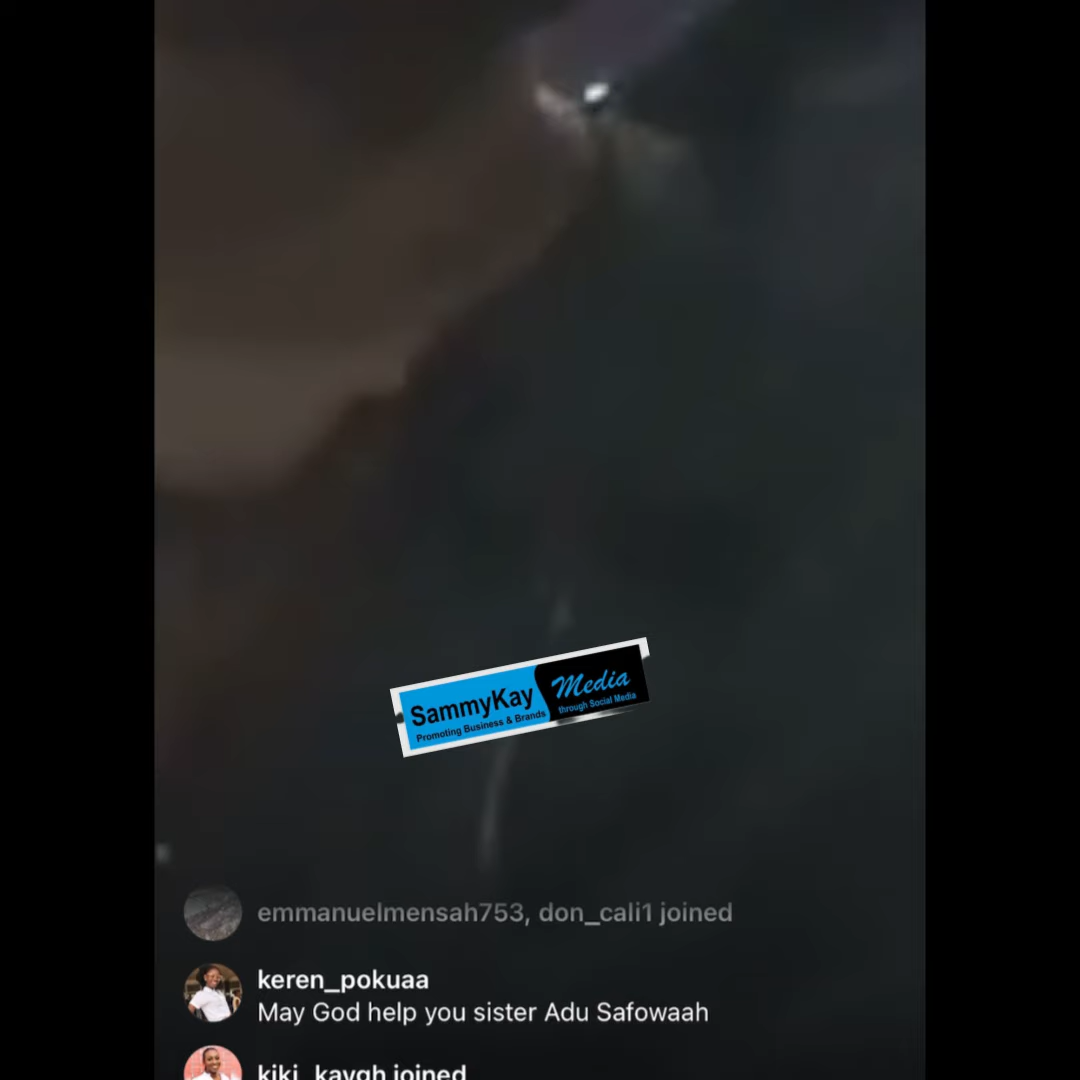 SammyKay Media
Promoting Business & Brands through Social Media
emmanuelmensah753, don_cali1 joined
keren_pokuaa
May God help you sister Adu Safowaah
kiki_kaygh joined